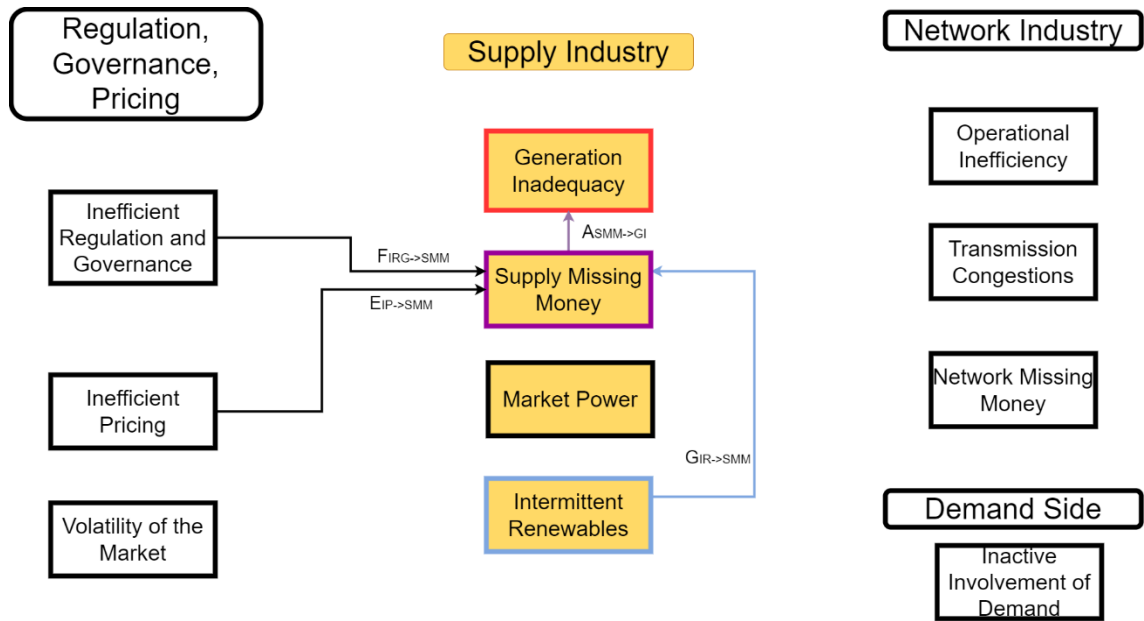 Regulation,
Governance,
Pricing
Inefficient
Regulation and
Governance
Inefficient
Pricing
Volatility of the
Market
FIRG->SMM
EIP->SMM
Supply Industry
Generation
Inadequacy
ASMM->GI
Supply Missing
Money
Market Power
GIR->SMM
Intermittent
Renewables
Network Industry
Operational
Inefficiency
Transmission
Congestions
Network Missing
Money
Demand Side
Inactive
Involvement of
Demand